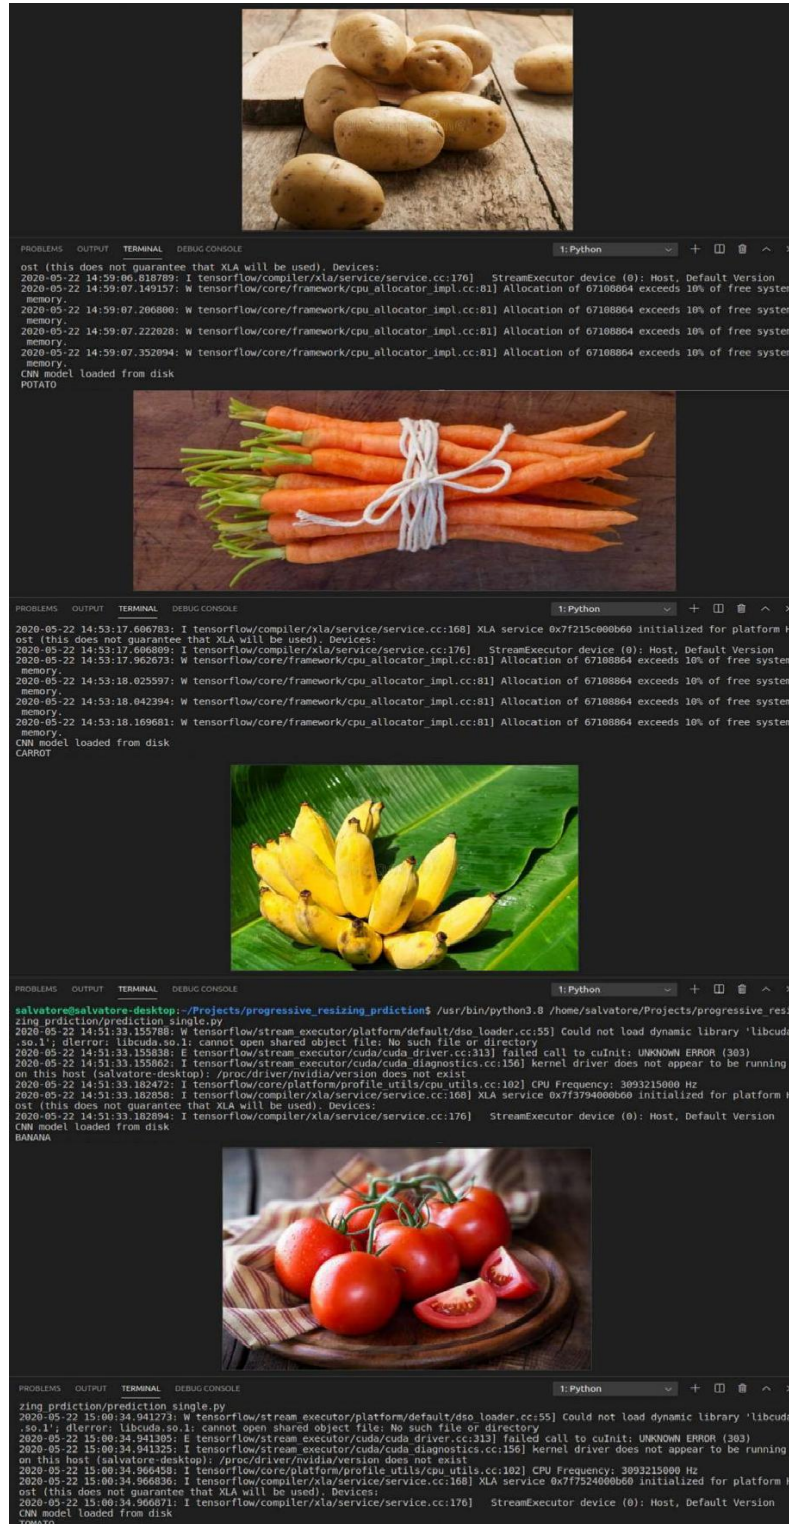 PROBLEMS OUTPUT TERMINAL DEBUG CONSOLE 1: Python
ost (this does not guarantee that XLA will be used). Devices:
2020-05-22 14:59:06.818789: I tensorflow/compiler/xla/service/service.cc:176] StreamExecutor device (0): Host, Default Version
2020-05-22 14:59:07.149157: W tensorflow/core/framework/cpu_allocator_impl.cc:81] Allocation of 67108864 exceeds 10% of free system
memory.
2020-05-22 14:59:07.206800: W tensorflow/core/framework/cpu_allocator_impl.cc:81] Allocation of 67108864 exceeds 10% of free system
memory.
2020-05-22 14:59:07.222028: W tensorflow/core/framework/cpu_allocator_impl.cc:81] Allocation of 67108864 exceeds 10% of free system
memory.
2020-05-22 14:59:07.352094: W tensorflow/core/framework/cpu_allocator_impl.cc:81] Allocation of 67108864 exceeds 10% of free system
memory.
CNN model loaded from disk
POTATO
PROBLEMS OUTPUT TERMINAL DEBUG CONSOLE 1: Python
2020-05-22 14:53:17.606783: I tensorflow/compiler/xla/service/service.cc:168] XLA service 0x7f215c000b60 initialized for platform H
ost (this does not guarantee that XLA will be used). Devices:
2020-05-22 14:53:17.606809: I tensorflow/compiler/xla/service/service.cc:176] StreamExecutor device (0): Host, Default Version
2020-05-22 14:53:17.962673: W tensorflow/core/framework/cpu_allocator_impl.cc:81] Allocation of 67108864 exceeds 10% of free system
memory.
2020-05-22 14:53:18.025597: W tensorflow/core/framework/cpu_allocator_impl.cc:81] Allocation of 67108864 exceeds 10% of free system
memory.
2020-05-22 14:53:18.042394: W tensorflow/core/framework/cpu_allocator_impl.cc:81] Allocation of 67108864 exceeds 10% of free system
memory.
2020-05-22 14:53:18.169681: W tensorflow/core/framework/cpu_allocator_impl.cc:81] Allocation of 67108864 exceeds 10% of free system
memory.
CNN model loaded from disk
CARROT
PROBLEMS OUTPUT TERMINAL DEBUG CONSOLE 1: Python
salvatore@salvatore-desktop:~/Projects/progressive_resizing_prdiction$ /usr/bin/python3.8 /home/salvatore/Projects/progressive_resi
zing_prdiction/prediction_single.py
2020-05-22 14:51:33.155788: W tensorflow/stream_executor/platform/default/dso_loader.cc:55] Could not load dynamic library 'libcuda
.so.1'; dlerror: libcuda.so.1: cannot open shared object file: No such file or directory
2020-05-22 14:51:33.155838: E tensorflow/stream_executor/cuda/cuda_driver.cc:313] failed call to cuInit: UNKNOWN ERROR (303)
2020-05-22 14:51:33.155862: I tensorflow/stream_executor/cuda/cuda_diagnostics.cc:156] kernel driver does not appear to be running
on this host (salvatore-desktop): /proc/driver/nvidia/version does not exist
2020-05-22 14:51:33.182472: I tensorflow/core/platform/profile_utils/cpu_utils.cc:102] CPU Frequency: 3093215000 Hz
2020-05-22 14:51:33.182858: I tensorflow/compiler/xla/service/service.cc:168] XLA service 0x7f3794000b60 initialized for platform H
ost (this does not guarantee that XLA will be used). Devices:
2020-05-22 14:51:33.182894: I tensorflow/compiler/xla/service/service.cc:176] StreamExecutor device (0): Host, Default Version
CNN model loaded from disk
BANANA
PROBLEMS OUTPUT TERMINAL DEBUG CONSOLE 1: Python
zing_prdiction/prediction_single.py
2020-05-22 15:00:34.941273: W tensorflow/stream_executor/platform/default/dso_loader.cc:55] Could not load dynamic library 'libcuda
.so.1'; dlerror: libcuda.so.1: cannot open shared object file: No such file or directory
2020-05-22 15:00:34.941305: E tensorflow/stream_executor/cuda/cuda_driver.cc:313] failed call to cuInit: UNKNOWN ERROR (303)
2020-05-22 15:00:34.941325: I tensorflow/stream_executor/cuda/cuda_diagnostics.cc:156] kernel driver does not appear to be running
on this host (salvatore-desktop): /proc/driver/nvidia/version does not exist
2020-05-22 15:00:34.966458: I tensorflow/core/platform/profile_utils/cpu_utils.cc:102] CPU Frequency: 3093215000 Hz
2020-05-22 15:00:34.966836: I tensorflow/compiler/xla/service/service.cc:168] XLA service 0x7f7524000b60 initialized for platform H
ost (this does not guarantee that XLA will be used). Devices:
2020-05-22 15:00:34.966871: I tensorflow/compiler/xla/service/service.cc:176] StreamExecutor device (0): Host, Default Version
CNN model loaded from disk
TOMATO